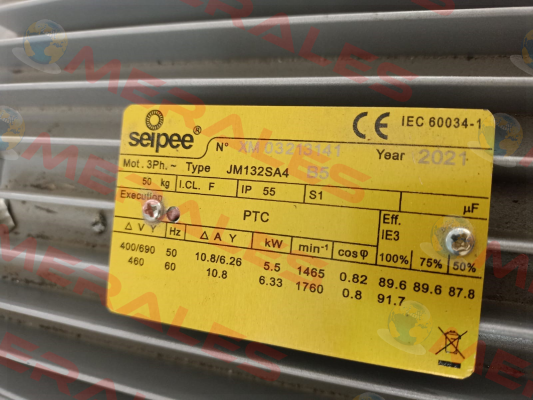 seipee® CE IEC 60034-1
N° XM 03213141 Year 2021
Mot. 3Ph.~ Type JM132SA4 B5
50 kg I.CL. F IP 55 S1 µF
Execution PTC Eff. IE3
100% 75% 50%
Δ V Y Hz Δ A Y kW min⁻¹ cosφ
400/690 50 10.8/6.26 5.5 1465 0.82 89.6 89.6 87.8
460 60 10.8 6.33 1760 0.8 91.7
MERALES